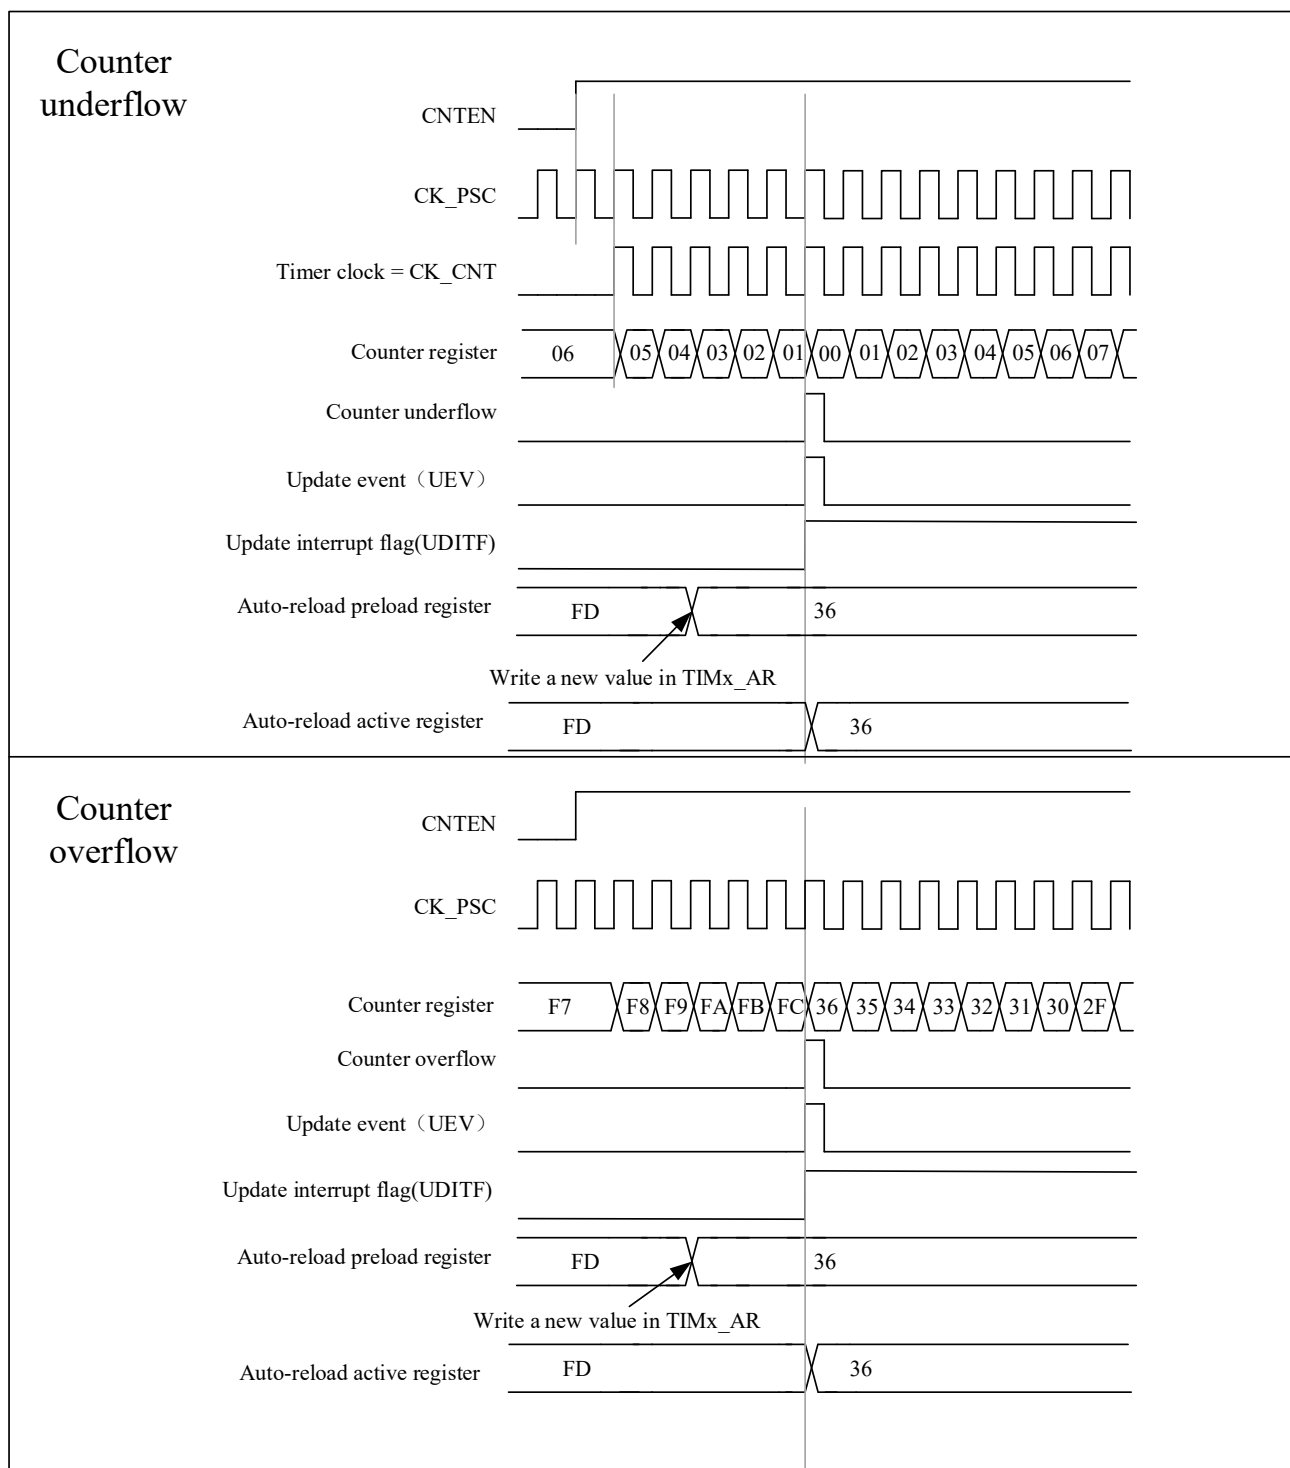 Counter
underflow
CNTEN
CK_PSC
Timer clock = CK_CNT
Counter register 06 05 04 03 02 01 00 01 02 03 04 05 06 07
Counter underflow
Update event（UEV）
Update interrupt flag(UDITF)
Auto-reload preload register FD 36
Write a new value in TIMx_AR
Auto-reload active register FD 36
Counter
overflow
CNTEN
CK_PSC
Counter register F7 F8 F9 FA FB FC 36 35 34 33 32 31 30 2F
Counter overflow
Update event（UEV）
Update interrupt flag(UDITF)
Auto-reload preload register FD 36
Write a new value in TIMx_AR
Auto-reload active register FD 36